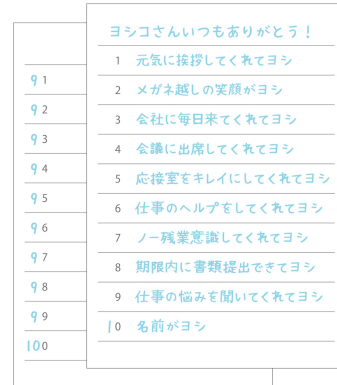 ヨシコさんいつもありがとう！
1 元気に挨拶してくれてヨシ
2 メガネ越しの笑顔がヨシ
3 会社に毎日来てくれてヨシ
4 会議に出席してくれてヨシ
5 応接室をキレイにしてくれてヨシ
6 仕事のヘルプをしてくれてヨシ
7 ノー残業意識してくれてヨシ
8 期限内に書類提出できてヨシ
9 仕事の悩みを聞いてくれてヨシ
10 名前がヨシ
91
92
93
94
95
96
97
98
99
100